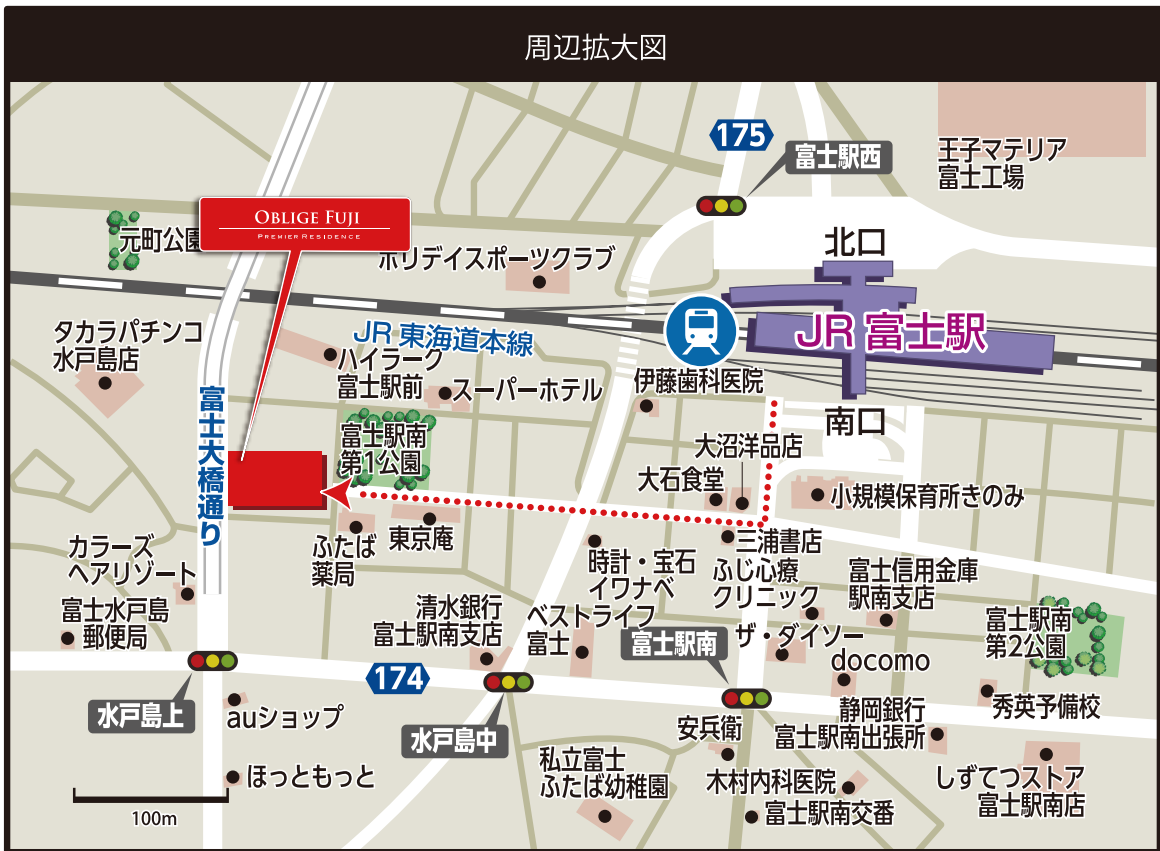 周辺拡大図
175
富士駅西
王子マテリア
富士工場
OBLIGE FUJI
PREMIER RESIDENCE
元町公園
ホリデイスポーツクラブ
北口
JR東海道本線
JR富士駅
タカラパチンコ
水戸島店
ハイラーク
富士駅前
スーパーホテル
伊藤歯科医院
南口
富士大橋通り
富士駅南
第1公園
大沼洋品店
大石食堂
小規模保育所きのみ
ふたば
薬局
東京庵
三浦書店
時計・宝石
イワナベ
ふじ心療
クリニック
富士信用金庫
駅南支店
カラーズ
ヘアリゾート
富士水戸島
郵便局
清水銀行
富士駅南支店
ベストライフ
富士
富士駅南
ザ・ダイソー
docomo
富士駅南
第2公園
174
水戸島上
auショップ
水戸島中
安兵衛
静岡銀行
富士駅南出張所
秀英予備校
ほっともっと
私立富士
ふたば幼稚園
木村内科医院
しずてつストア
富士駅南店
富士駅南交番
100m